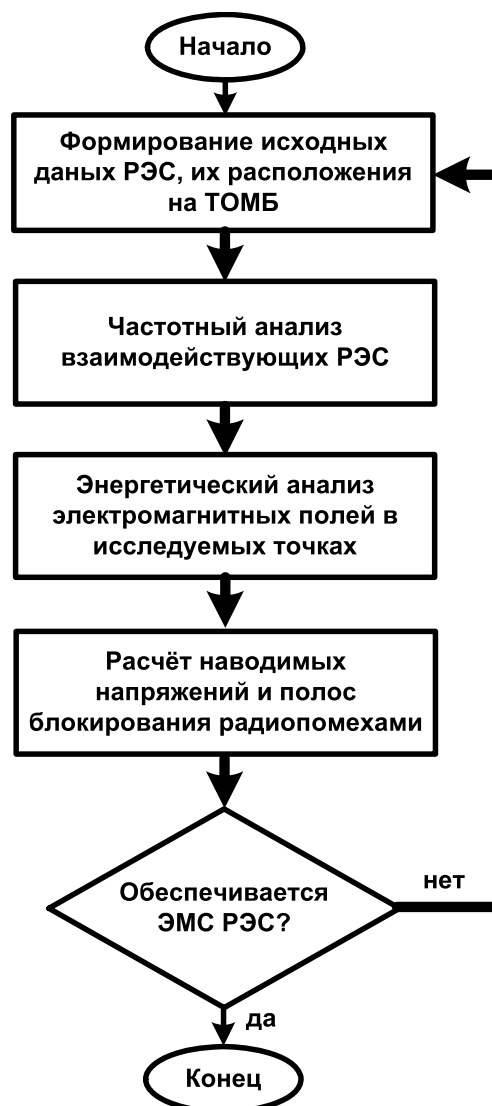 Начало
Формирование исходных
даных РЭС, их расположения
на ТОМБ
Частотный анализ
взаимодействующих РЭС
Энергетический анализ
электромагнитных полей в
исследуемых точках
Расчёт наводимых
напряжений и полос
блокирования радиопомехами
Обеспечивается
ЭМС РЭС?
нет
да
Конец